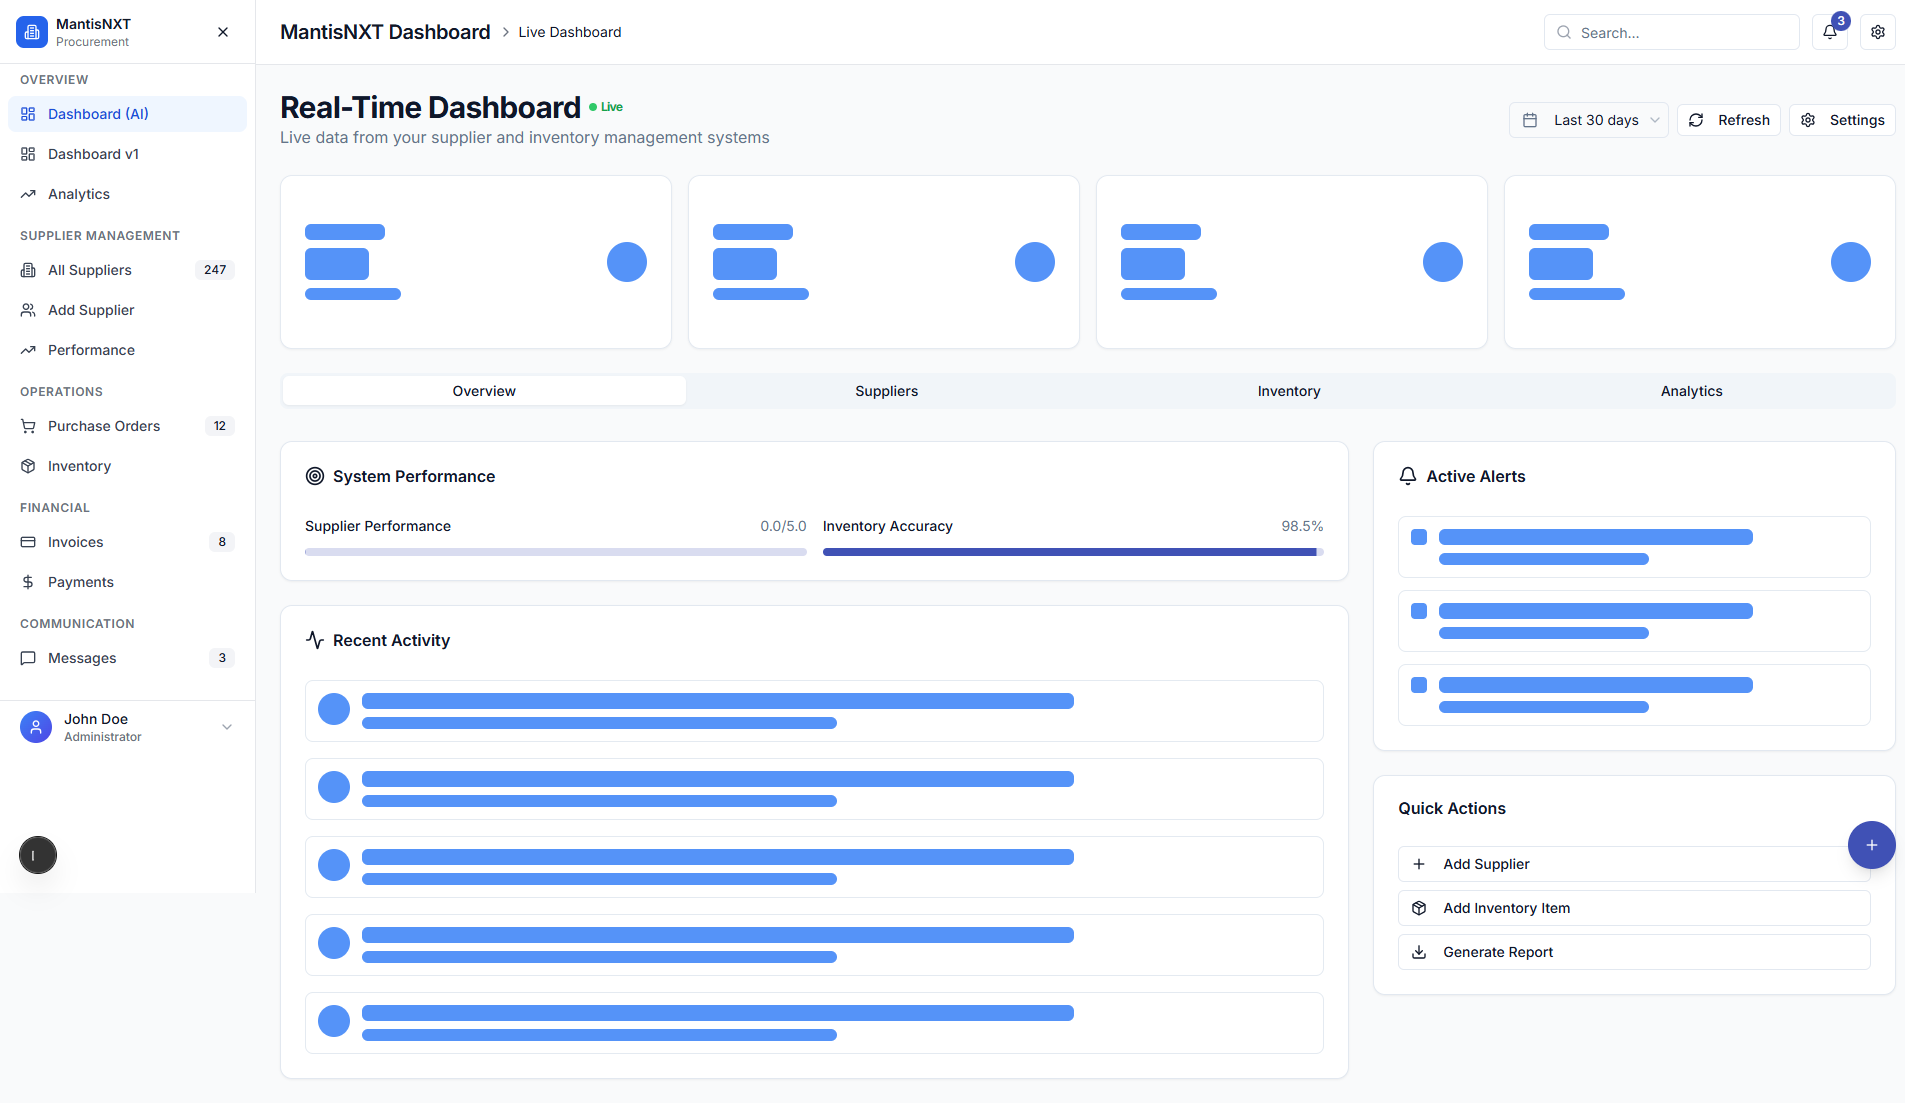 MantisNXT
Procurement
OVERVIEW
Dashboard (AI)
Dashboard v1
Analytics
SUPPLIER MANAGEMENT
All Suppliers 247
Add Supplier
Performance
OPERATIONS
Purchase Orders 12
Inventory
FINANCIAL
Invoices 8
Payments
COMMUNICATION
Messages 3
John Doe
Administrator
MantisNXT Dashboard > Live Dashboard
Search...
3
Real-Time Dashboard
Live
Live data from your supplier and inventory management systems
Last 30 days
Refresh
Settings
Overview
Suppliers
Inventory
Analytics
System Performance
Supplier Performance 0.0/5.0
Inventory Accuracy 98.5%
Recent Activity
Active Alerts
Quick Actions
Add Supplier
Add Inventory Item
Generate Report